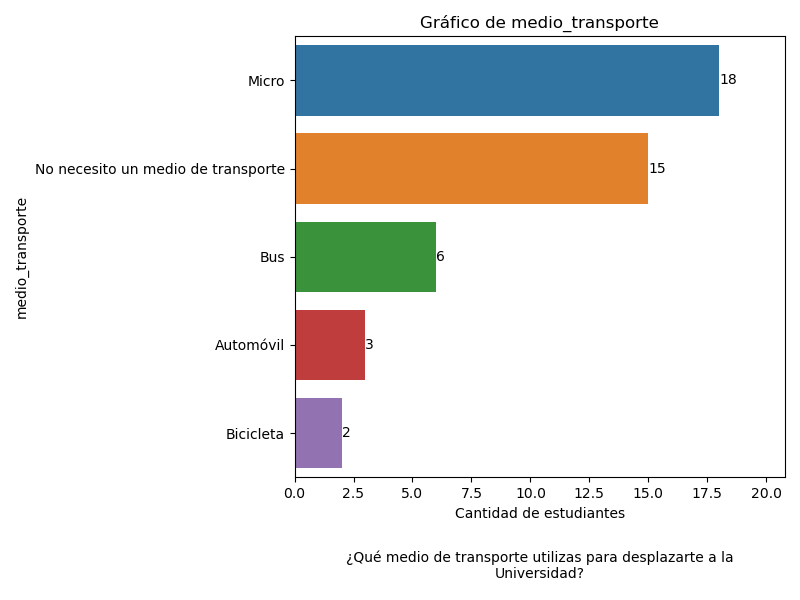 Gráfico de medio_transporte
medio_transporte
Micro
18
No necesito un medio de transporte
15
Bus
6
Automóvil
3
Bicicleta
2
0.0 2.5 5.0 7.5 10.0 12.5 15.0 17.5 20.0
Cantidad de estudiantes
¿Qué medio de transporte utilizas para desplazarte a la
Universidad?